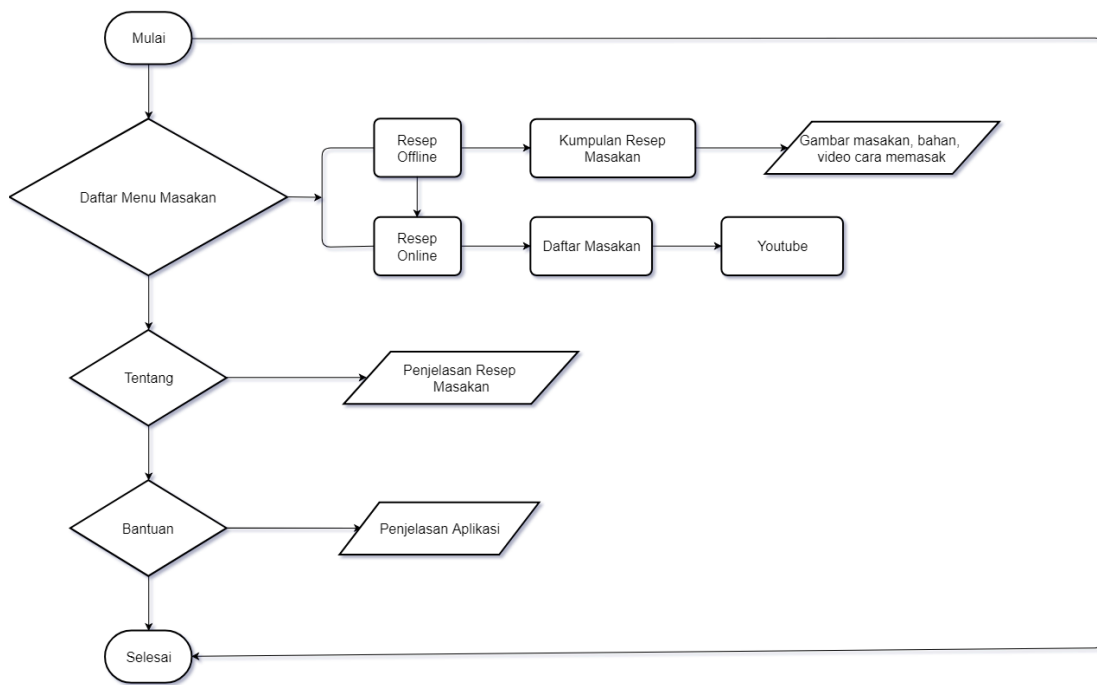 Mulai
Daftar Menu Masakan
Resep
Offline
Kumpulan Resep
Masakan
Gambar masakan, bahan,
video cara memasak
Resep
Online
Daftar Masakan
Youtube
Tentang
Penjelasan Resep
Masakan
Bantuan
Penjelasan Aplikasi
Selesai